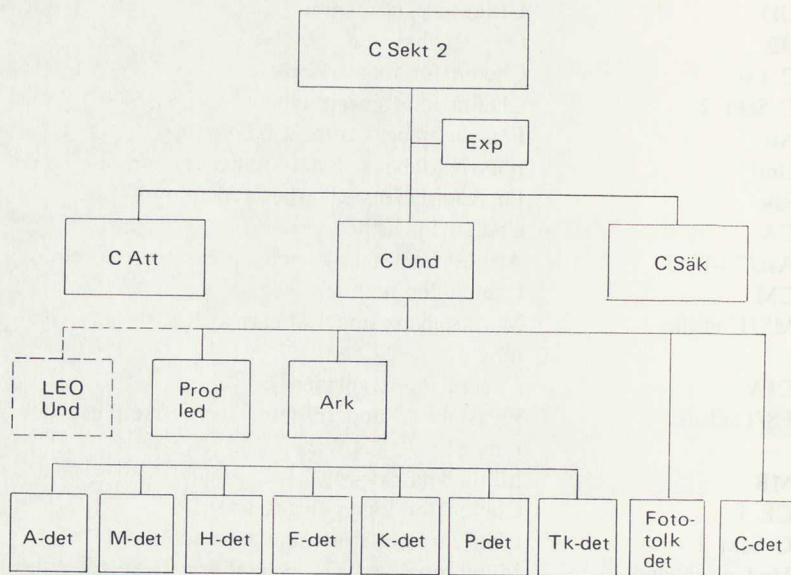 C Sekt 2
Exp
C Att
C Und
C Säk
LEO
Und
Prod
led
Ark
A-det
M-det
H-det
F-det
K-det
P-det
Tk-det
Foto-
tolk
det
C-det